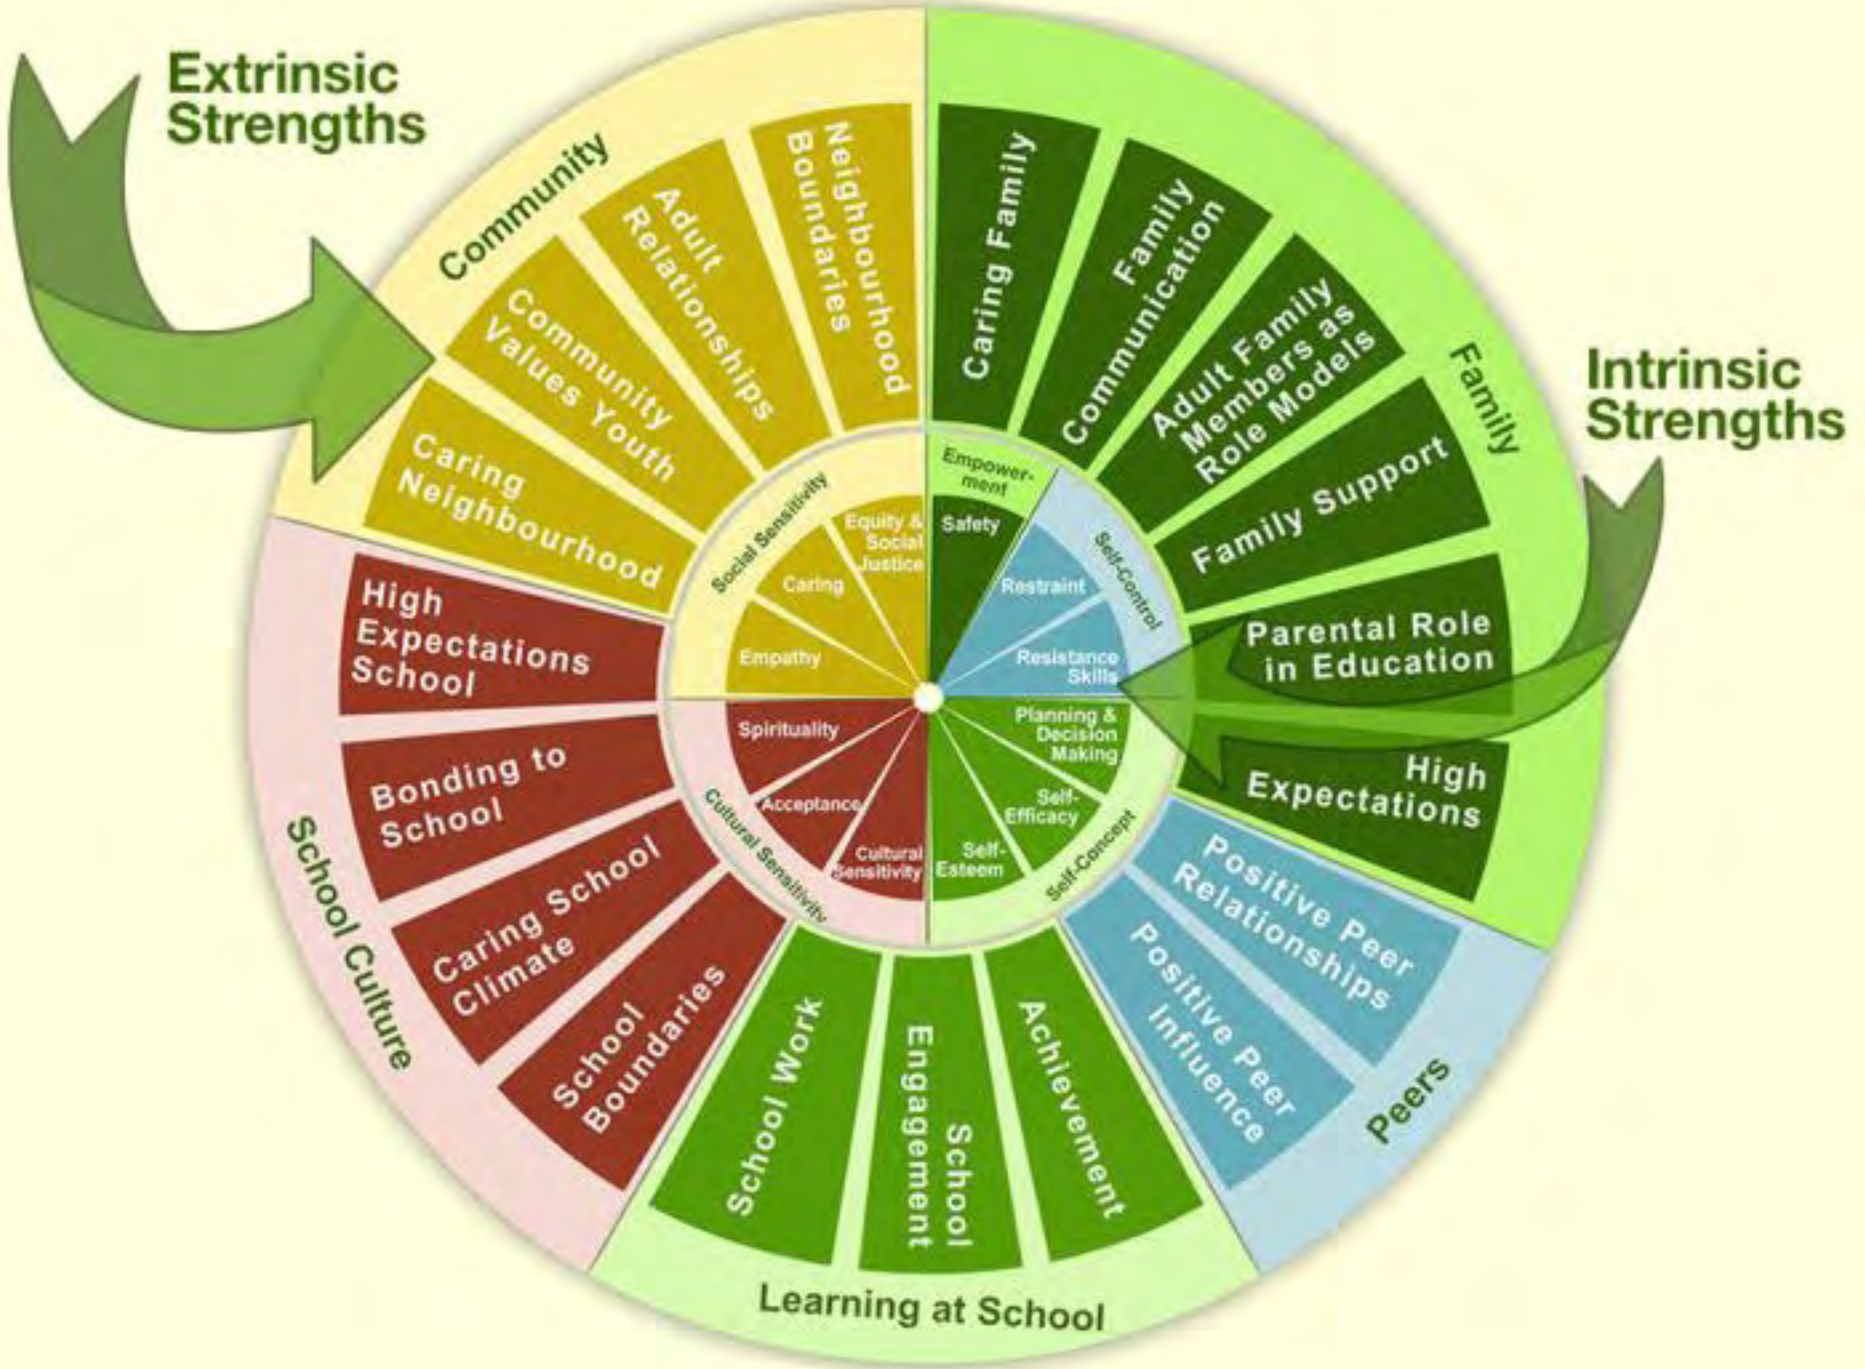 Extrinsic
Strengths
Intrinsic
Strengths
Community
Caring
Neighbourhood
Community
Values Youth
Adult
Relationships
Neighbourhood
Boundaries
Family
Caring Family
Family
Communication
Adult Family
Members as
Role Models
Family Support
Parental Role
in Education
High
Expectations
Peers
Positive Peer
Relationships
Positive Peer
Influence
Learning at School
Achievement
School
Engagement
School Work
School Culture
School
Boundaries
Caring School
Climate
Bonding to
School
High
Expectations
School
Social Sensitivity
Empathy
Caring
Equity &
Social
Justice
Empower-
ment
Safety
Self-Control
Restraint
Resistance
Skills
Self-Concept
Planning &
Decision
Making
Self-
Efficacy
Self-
Esteem
Cultural Sensitivity
Cultural
Sensitivity
Acceptance
Spirituality